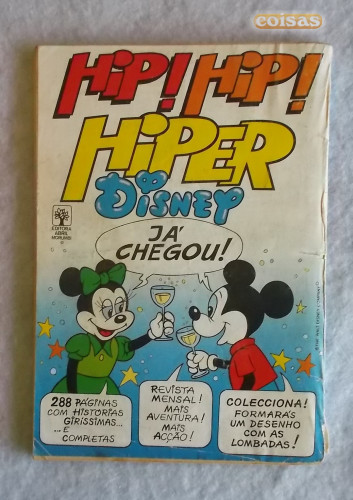 coisas
HiP! HiP!
HiPER
DiSNEY
EDITORA
ABRIL
MORUMBI
JÁ
CHEGOU!
288 PÁGINAS
COM HISTÓRIAS
GIRÍSSIMAS...
...E
COMPLETAS
REVISTA
MENSAL!
MAIS
AVENTURA!
MAIS
ACÇÃO!
COLECCIONA!
FORMARÁS
UM DESENHO
COM AS
LOMBADAS!